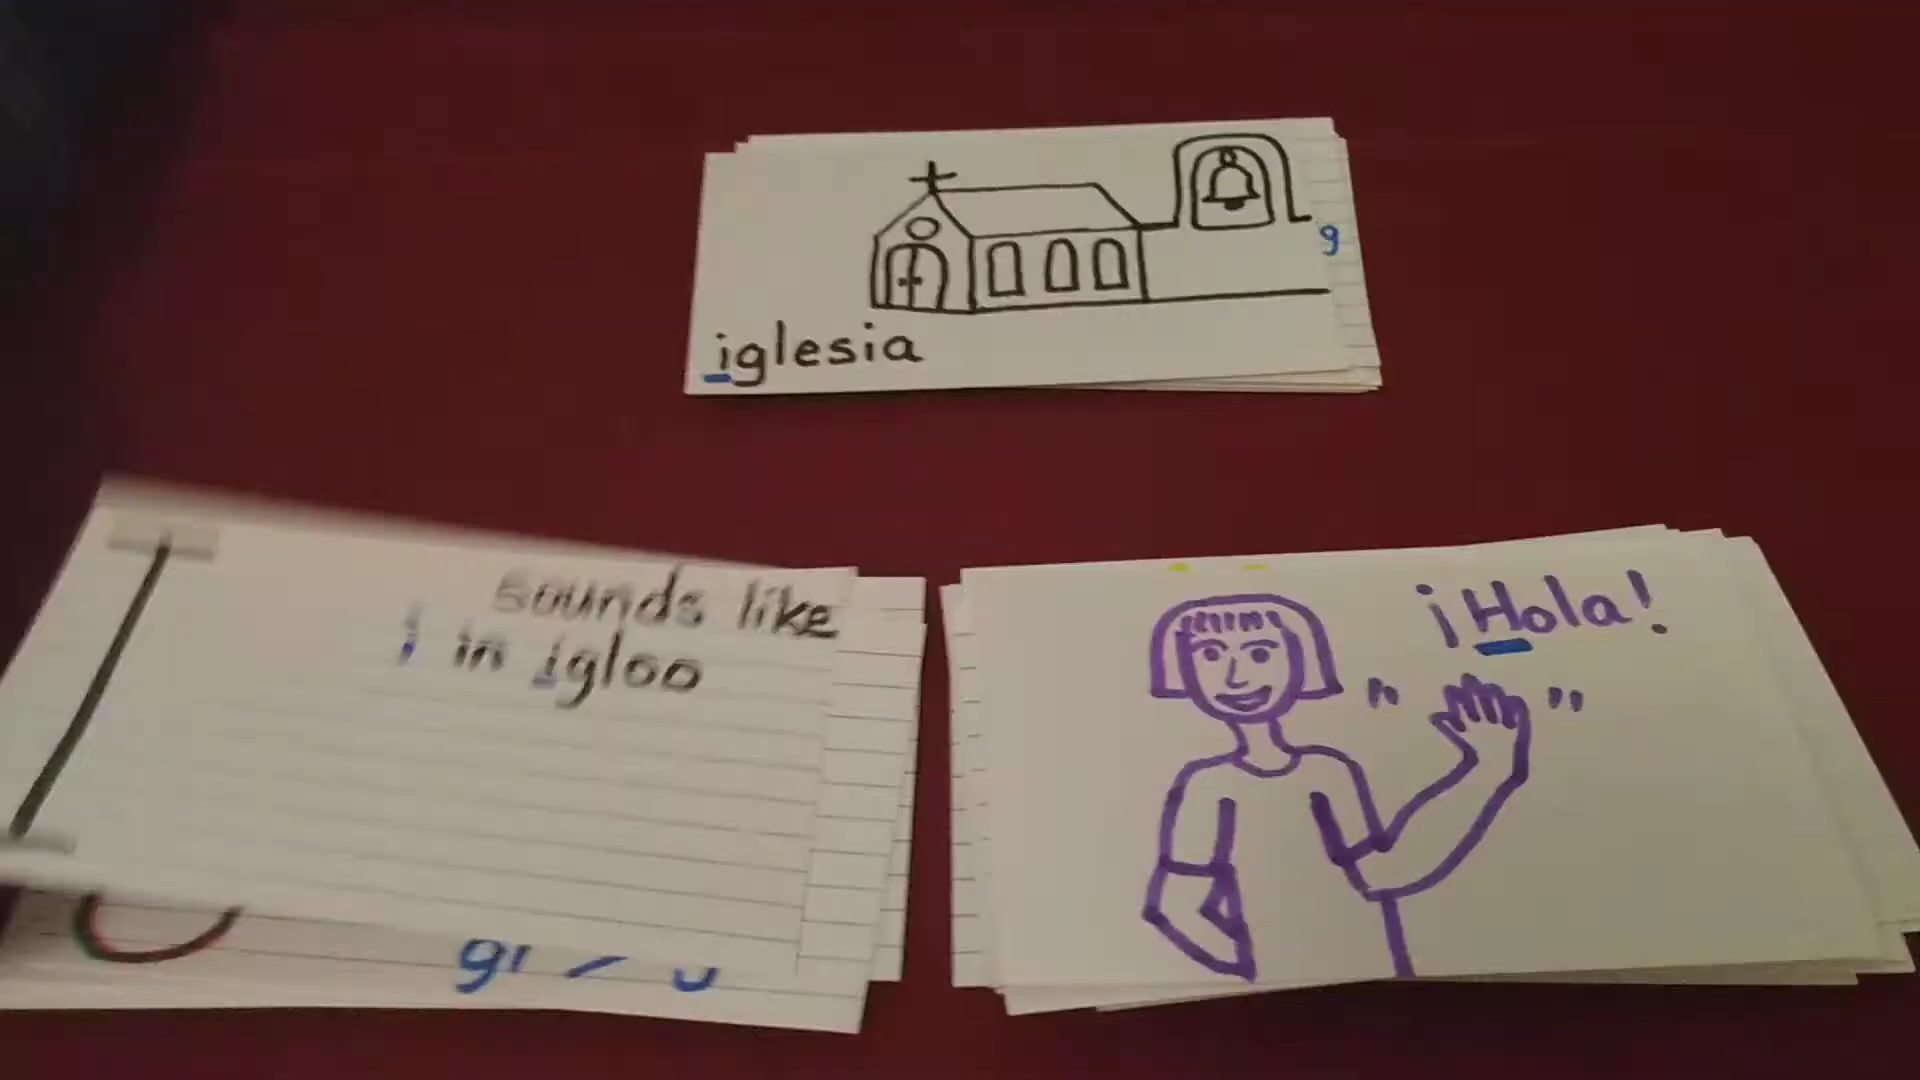 g
iglesia
I
sounds like
i in igloo
¡Hola!